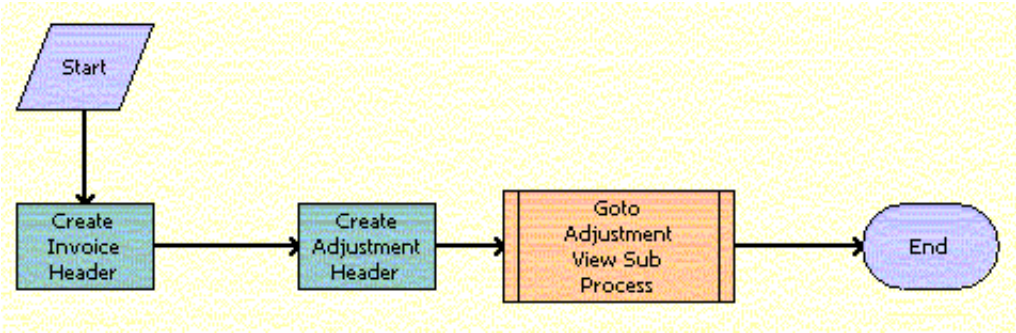 Start
Create
Invoice
Header
Create
Adjustment
Header
Goto
Adjustment
View Sub
Process
End